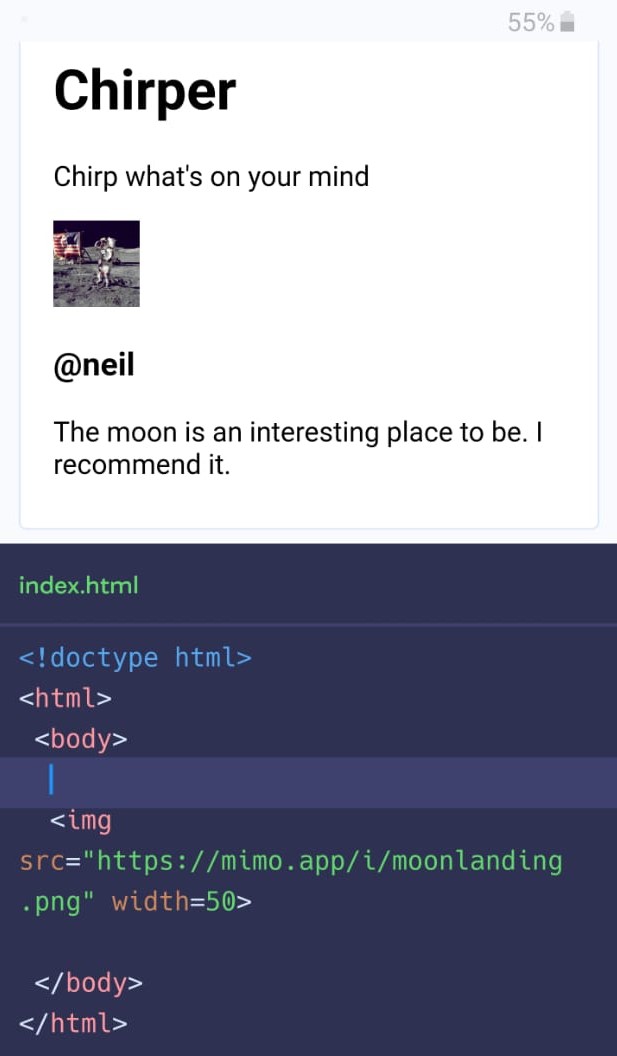 55%
Chirper
Chirp what's on your mind
@neil
The moon is an interesting place to be. I
recommend it.
index.html
<!doctype html>
<html>
<body>
<img
src="https://mimo.app/i/moonlanding
.png" width=50>
</body>
</html>